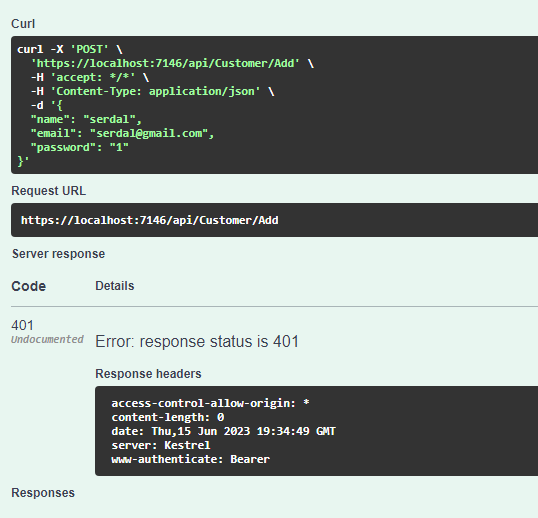 Curl
curl -X 'POST' \
  'https://localhost:7146/api/Customer/Add' \
  -H 'accept: */*' \
  -H 'Content-Type: application/json' \
  -d '{
  "name": "serdal",
  "email": "serdal@gmail.com",
  "password": "1"
}'
Request URL
https://localhost:7146/api/Customer/Add
Server response
Code Details
401
Undocumented
Error: response status is 401
Response headers
access-control-allow-origin: *
content-length: 0
date: Thu,15 Jun 2023 19:34:49 GMT
server: Kestrel
www-authenticate: Bearer
Responses